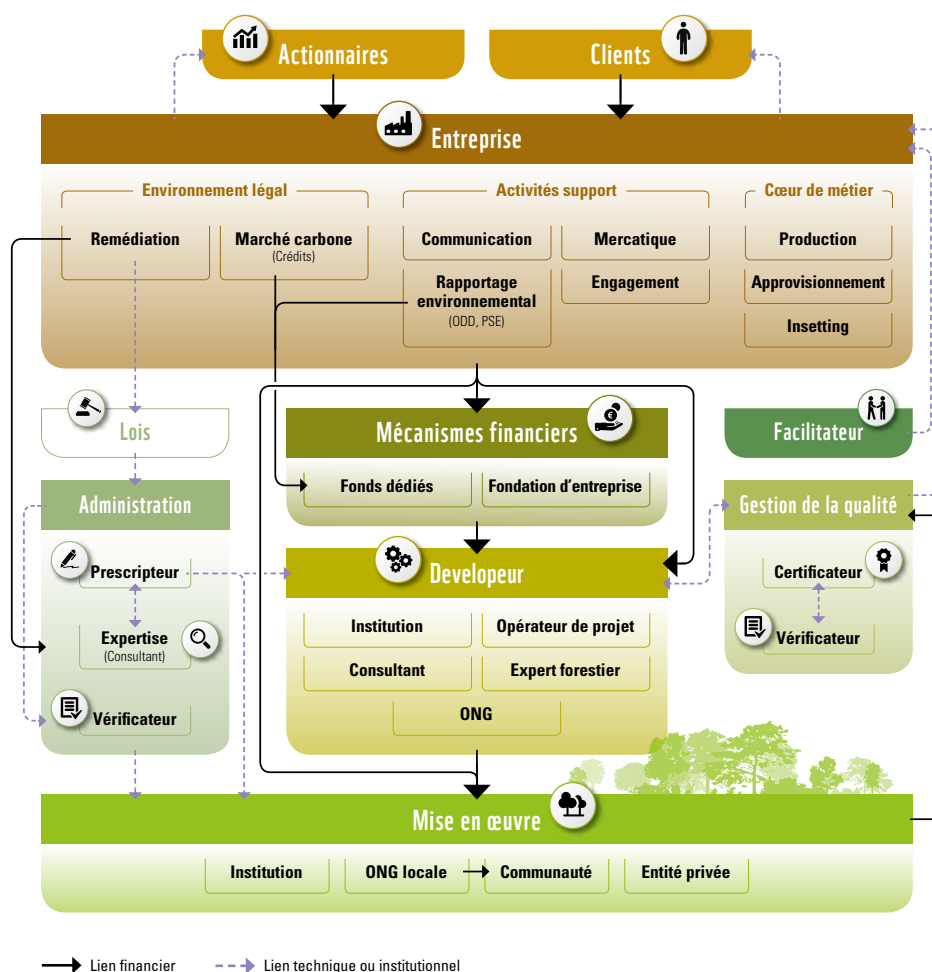 Actionnaires
Clients
Entreprise
Environnement légal
Activités support
Cœur de métier
Remédiation
Marché carbone
(Crédits)
Communication
Mercatique
Production
Rapportage
environnemental
(ODD, PSE)
Engagement
Approvisionnement
Insetting
Lois
Mécanismes financiers
€
Facilitateur
Fonds dédiés
Fondation d'entreprise
Administration
Gestion de la qualité
Developeur
Prescripteur
Certificateur
Institution
Opérateur de projet
Expertise
(Consultant)
Vérificateur
Consultant
Expert forestier
ONG
Vérificateur
Mise en œuvre
Institution
ONG locale
Communauté
Entité privée
Lien financier
Lien technique ou institutionnel